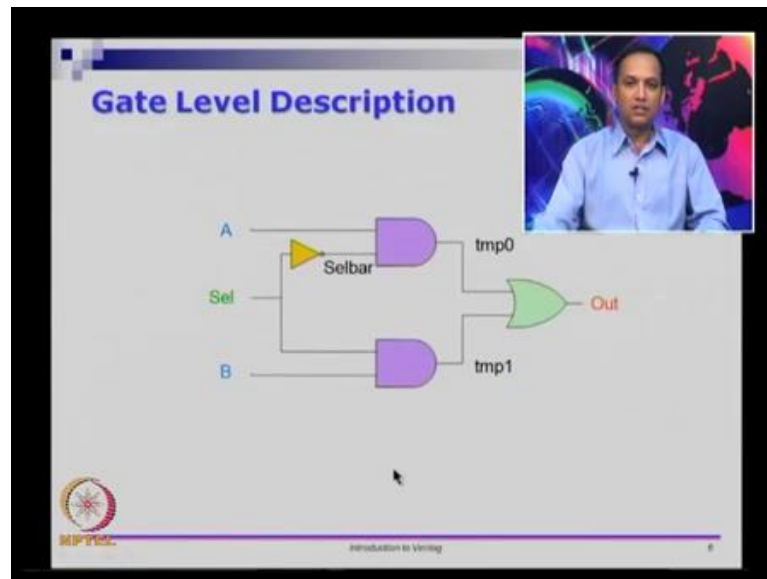 Gate Level Description
A
tmp0
Selbar
Sel
Out
B
tmp1
NPTEL
Introduction to Verilog